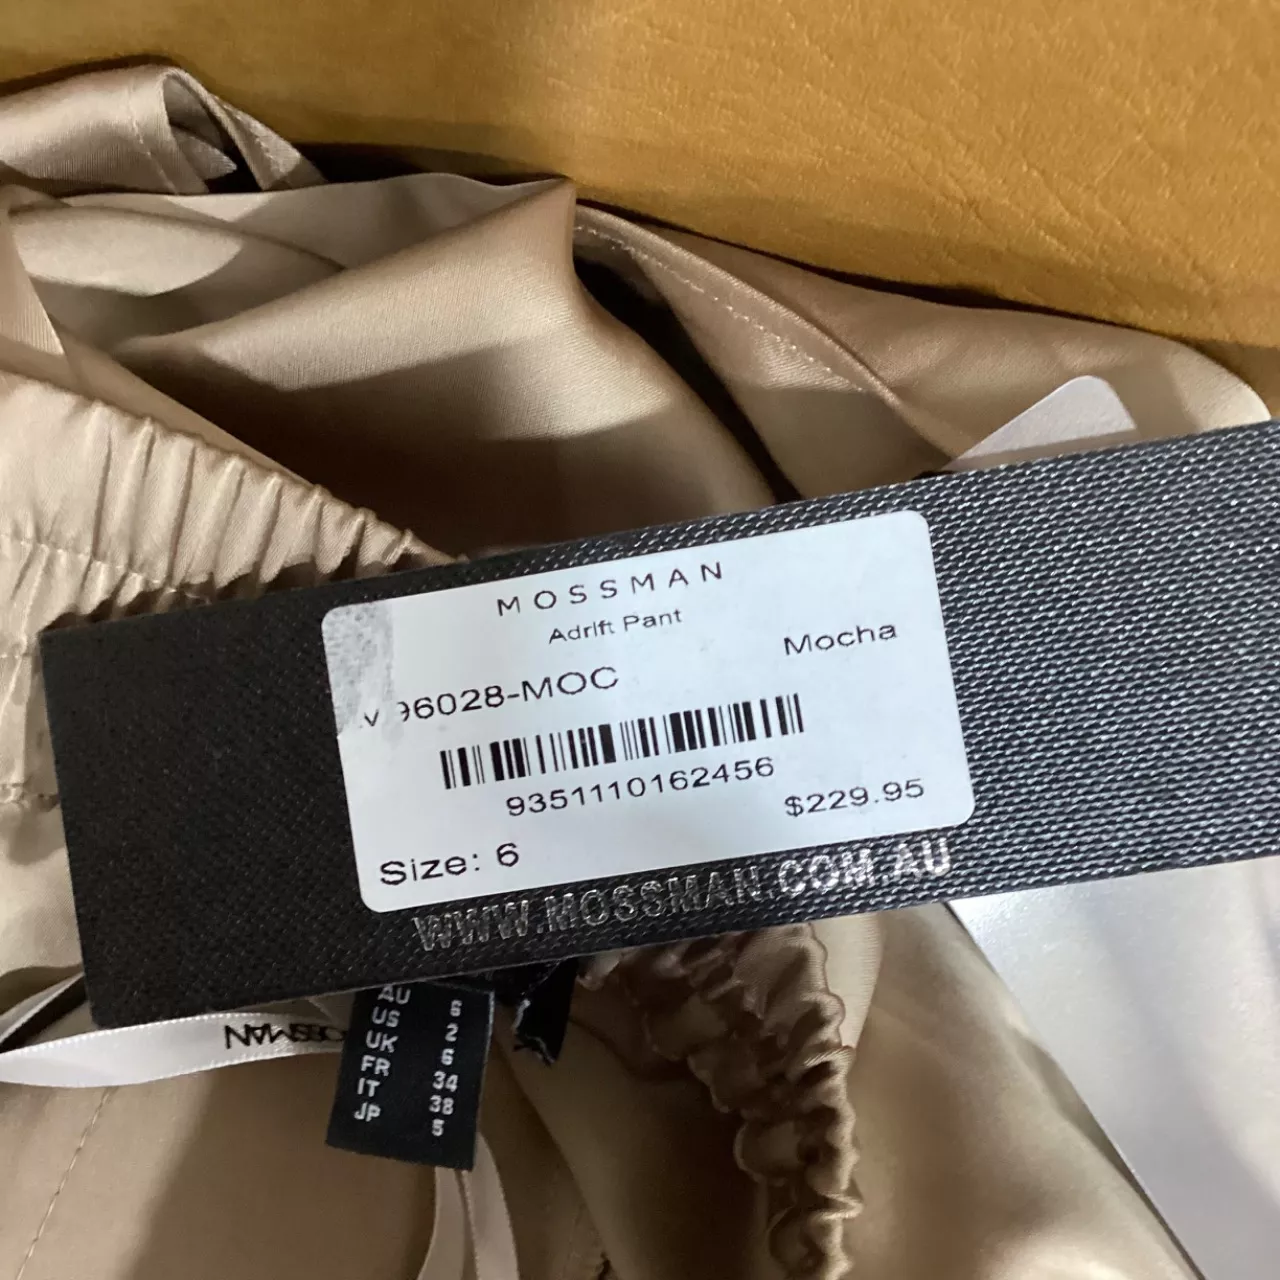 MOSSMAN
Adrift Pant
Mocha
96028-MOC
9351110162456
$229.95
Size: 6
WWW.MOSSMAN.COM.AU
AU 6
US 2
UK 6
FR 34
IT 38
JP 5